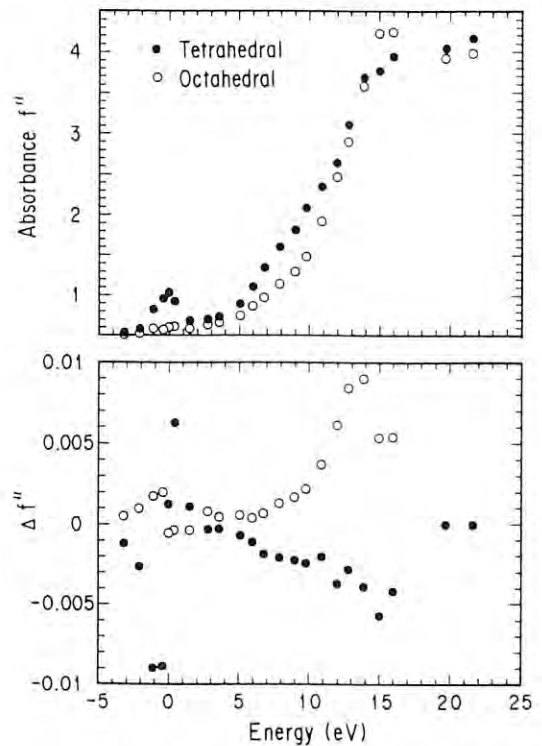 4
3
2
1
Absorbance f"
● Tetrahedral
○ Octahedral
0.01
0.005
0
-0.005
-0.01
Δ f"
-5 0 5 10 15 20 25
Energy (eV)